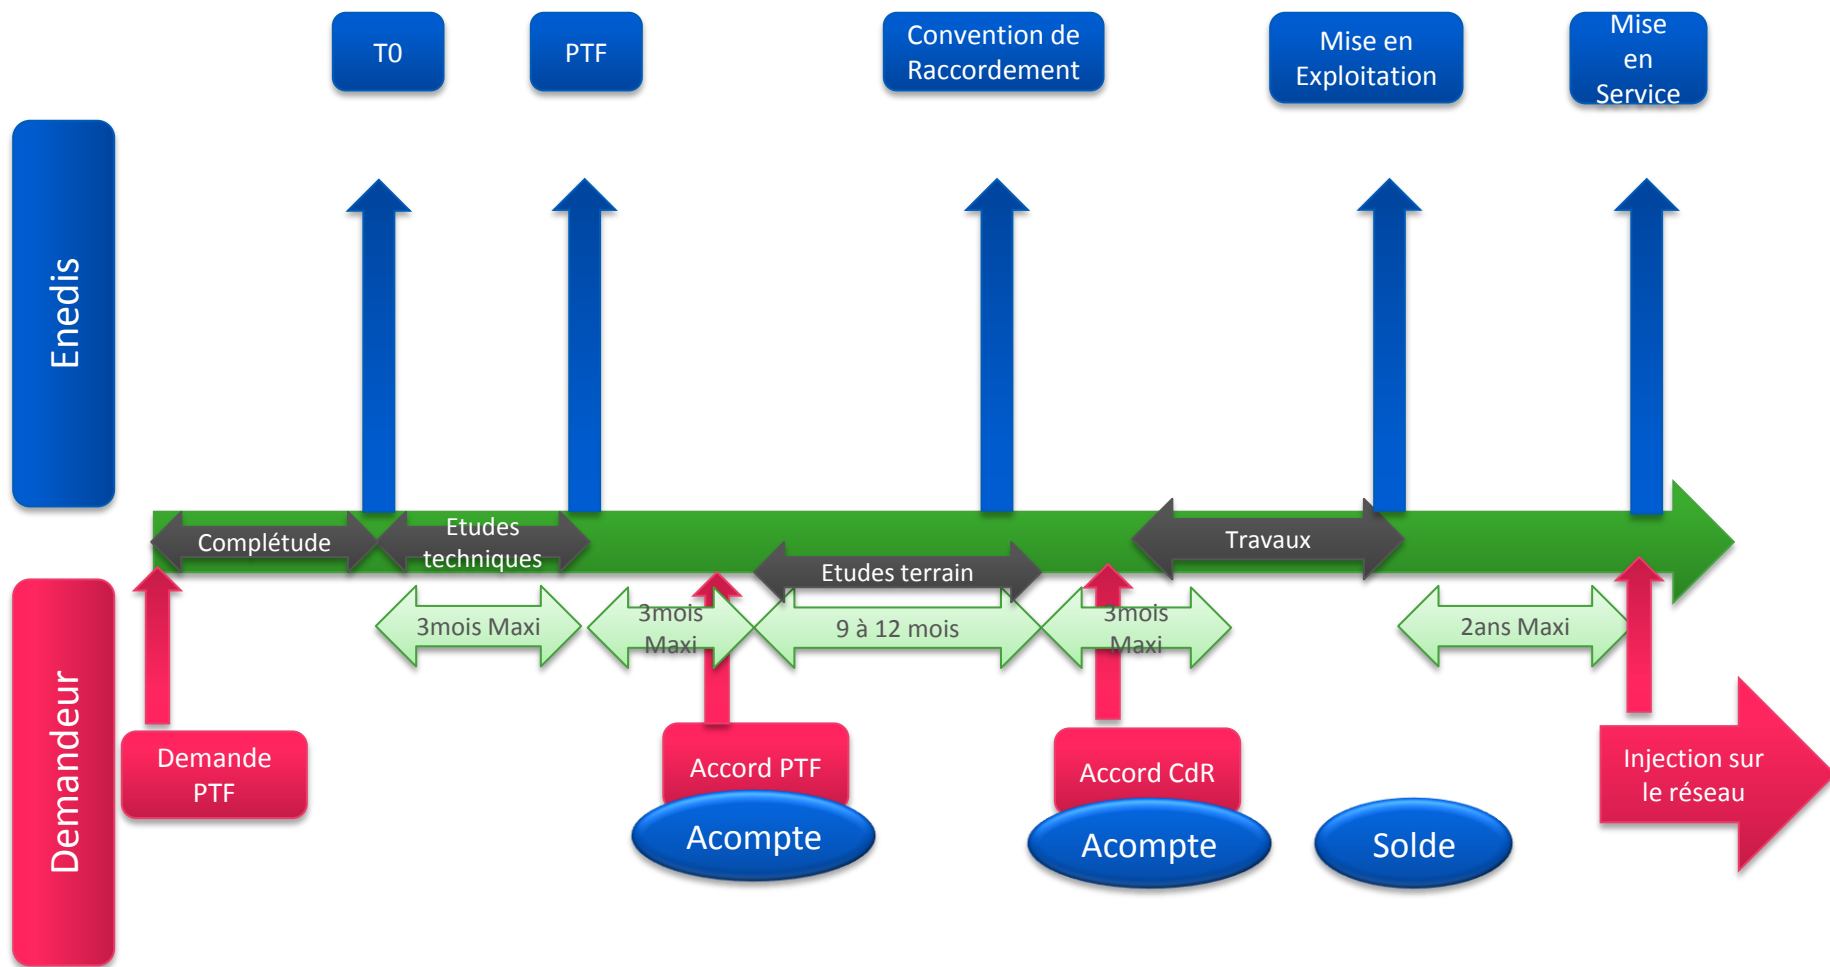 T0
PTF
Convention de
Raccordement
Mise en
Exploitation
Mise
en
Service
Enedis
Complétude
Etudes
techniques
Etudes terrain
Travaux
3mois Maxi
3mois
Maxi
9 à 12 mois
3mois
Maxi
2ans Maxi
Demandeur
Demande
PTF
Accord PTF
Acompte
Accord CdR
Acompte
Solde
Injection sur
le réseau